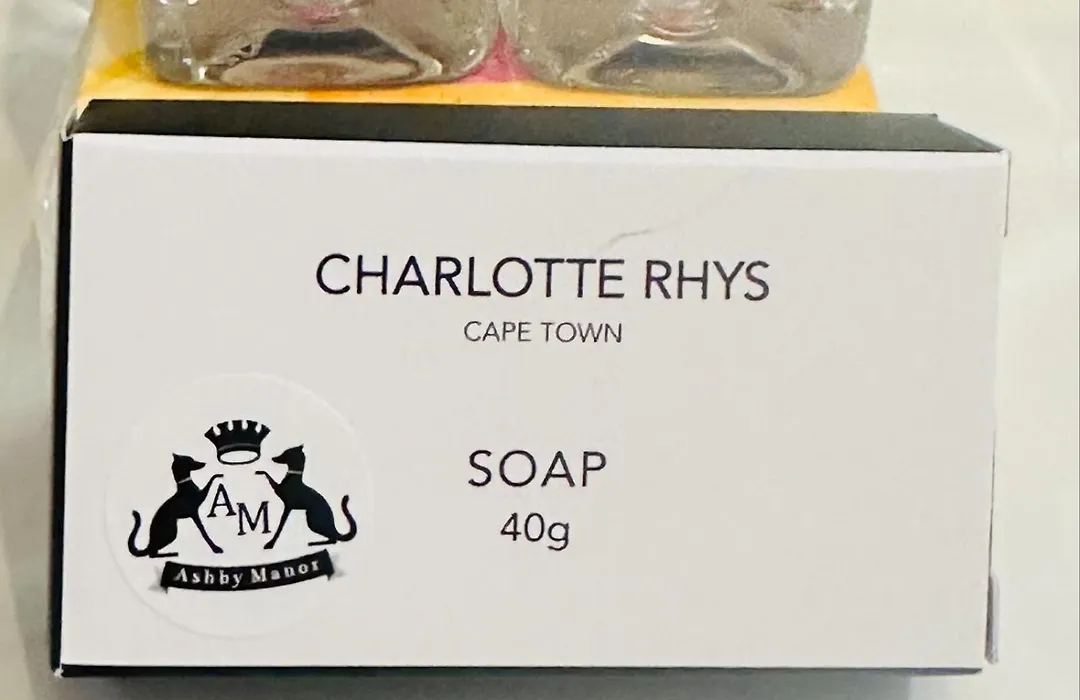 CHARLOTTE RHYS
CAPE TOWN
SOAP
40g
AM
Ashby Manor